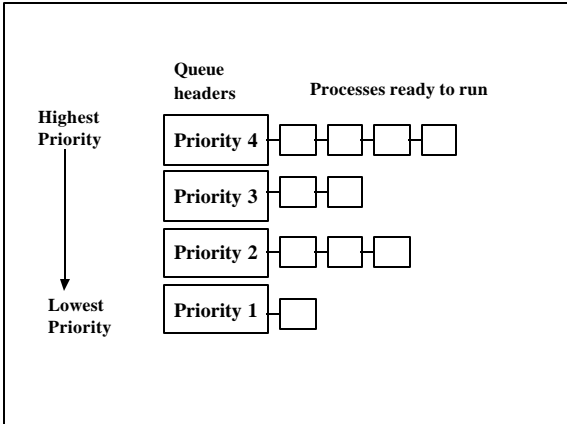 Queue
headers
Processes ready to run
Highest
Priority
Priority 4
Priority 3
Priority 2
Lowest
Priority
Priority 1